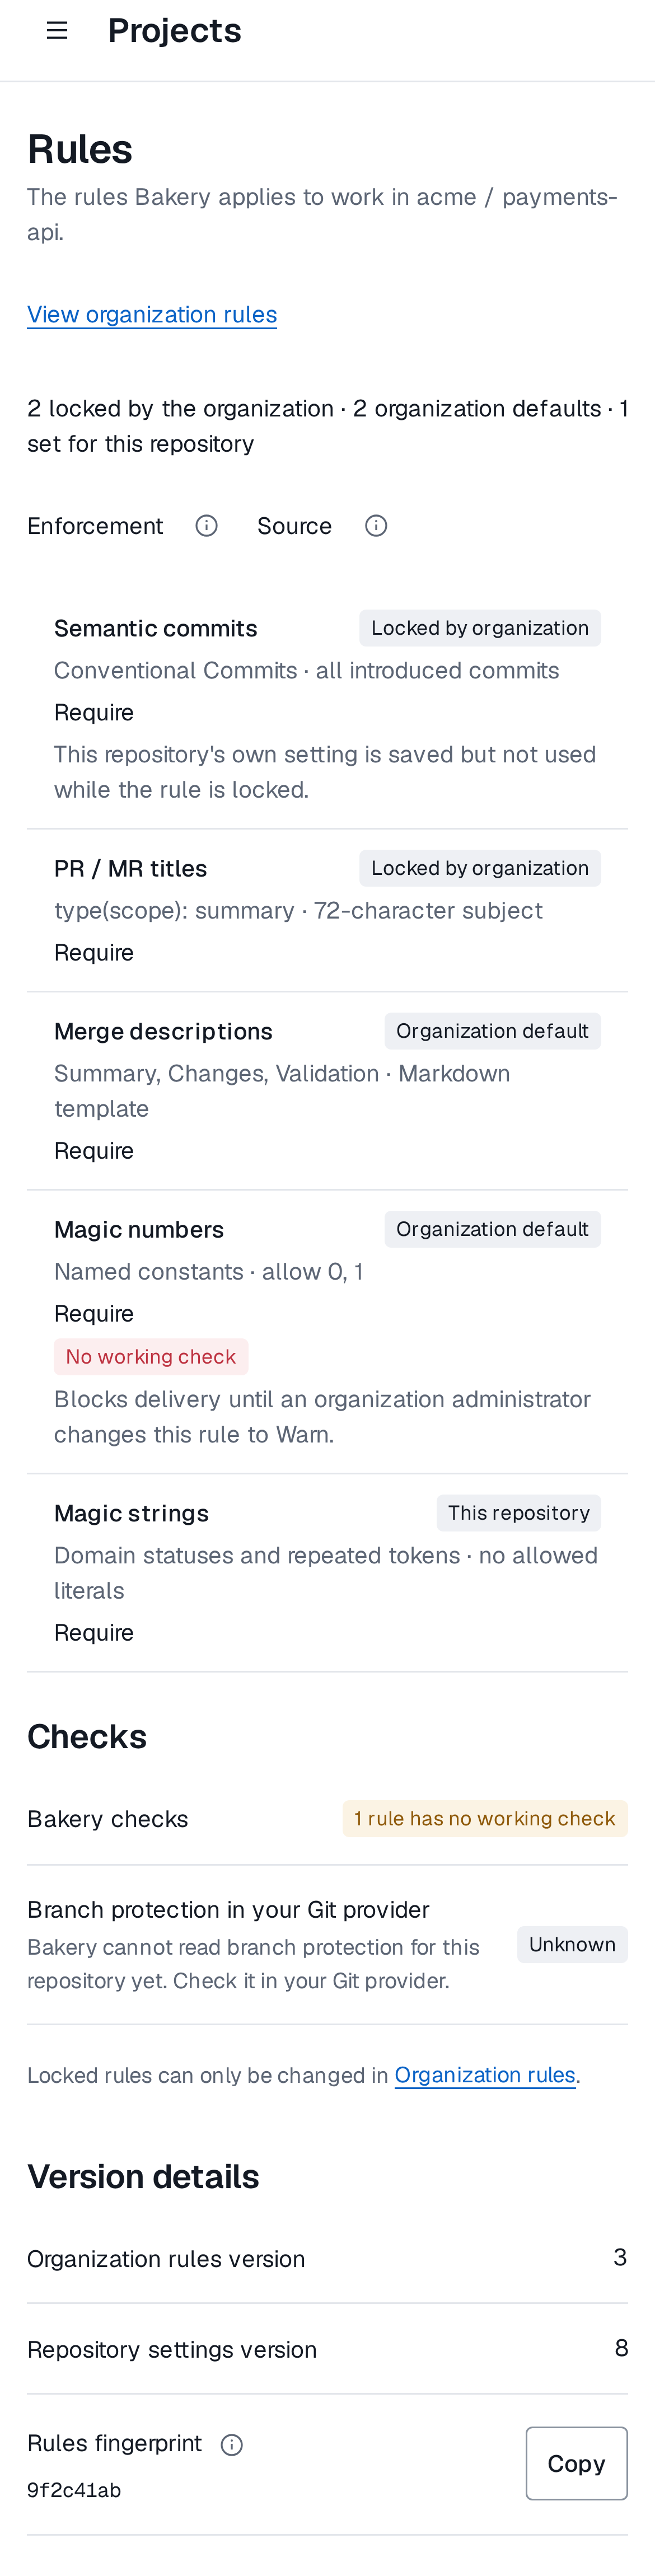 Projects
Rules
The rules Bakery applies to work in acme / payments-
api.
View organization rules
2 locked by the organization · 2 organization defaults · 1
set for this repository
Enforcement Source
Semantic commits Locked by organization
Conventional Commits · all introduced commits
Require
This repository's own setting is saved but not used
while the rule is locked.
PR / MR titles Locked by organization
type(scope): summary · 72-character subject
Require
Merge descriptions Organization default
Summary, Changes, Validation · Markdown
template
Require
Magic numbers Organization default
Named constants · allow 0, 1
Require
No working check
Blocks delivery until an organization administrator
changes this rule to Warn.
Magic strings This repository
Domain statuses and repeated tokens · no allowed
literals
Require
Checks
Bakery checks 1 rule has no working check
Branch protection in your Git provider
Bakery cannot read branch protection for this
repository yet. Check it in your Git provider.
Unknown
Locked rules can only be changed in Organization rules.
Version details
Organization rules version 3
Repository settings version 8
Rules fingerprint
9f2c41ab
Copy